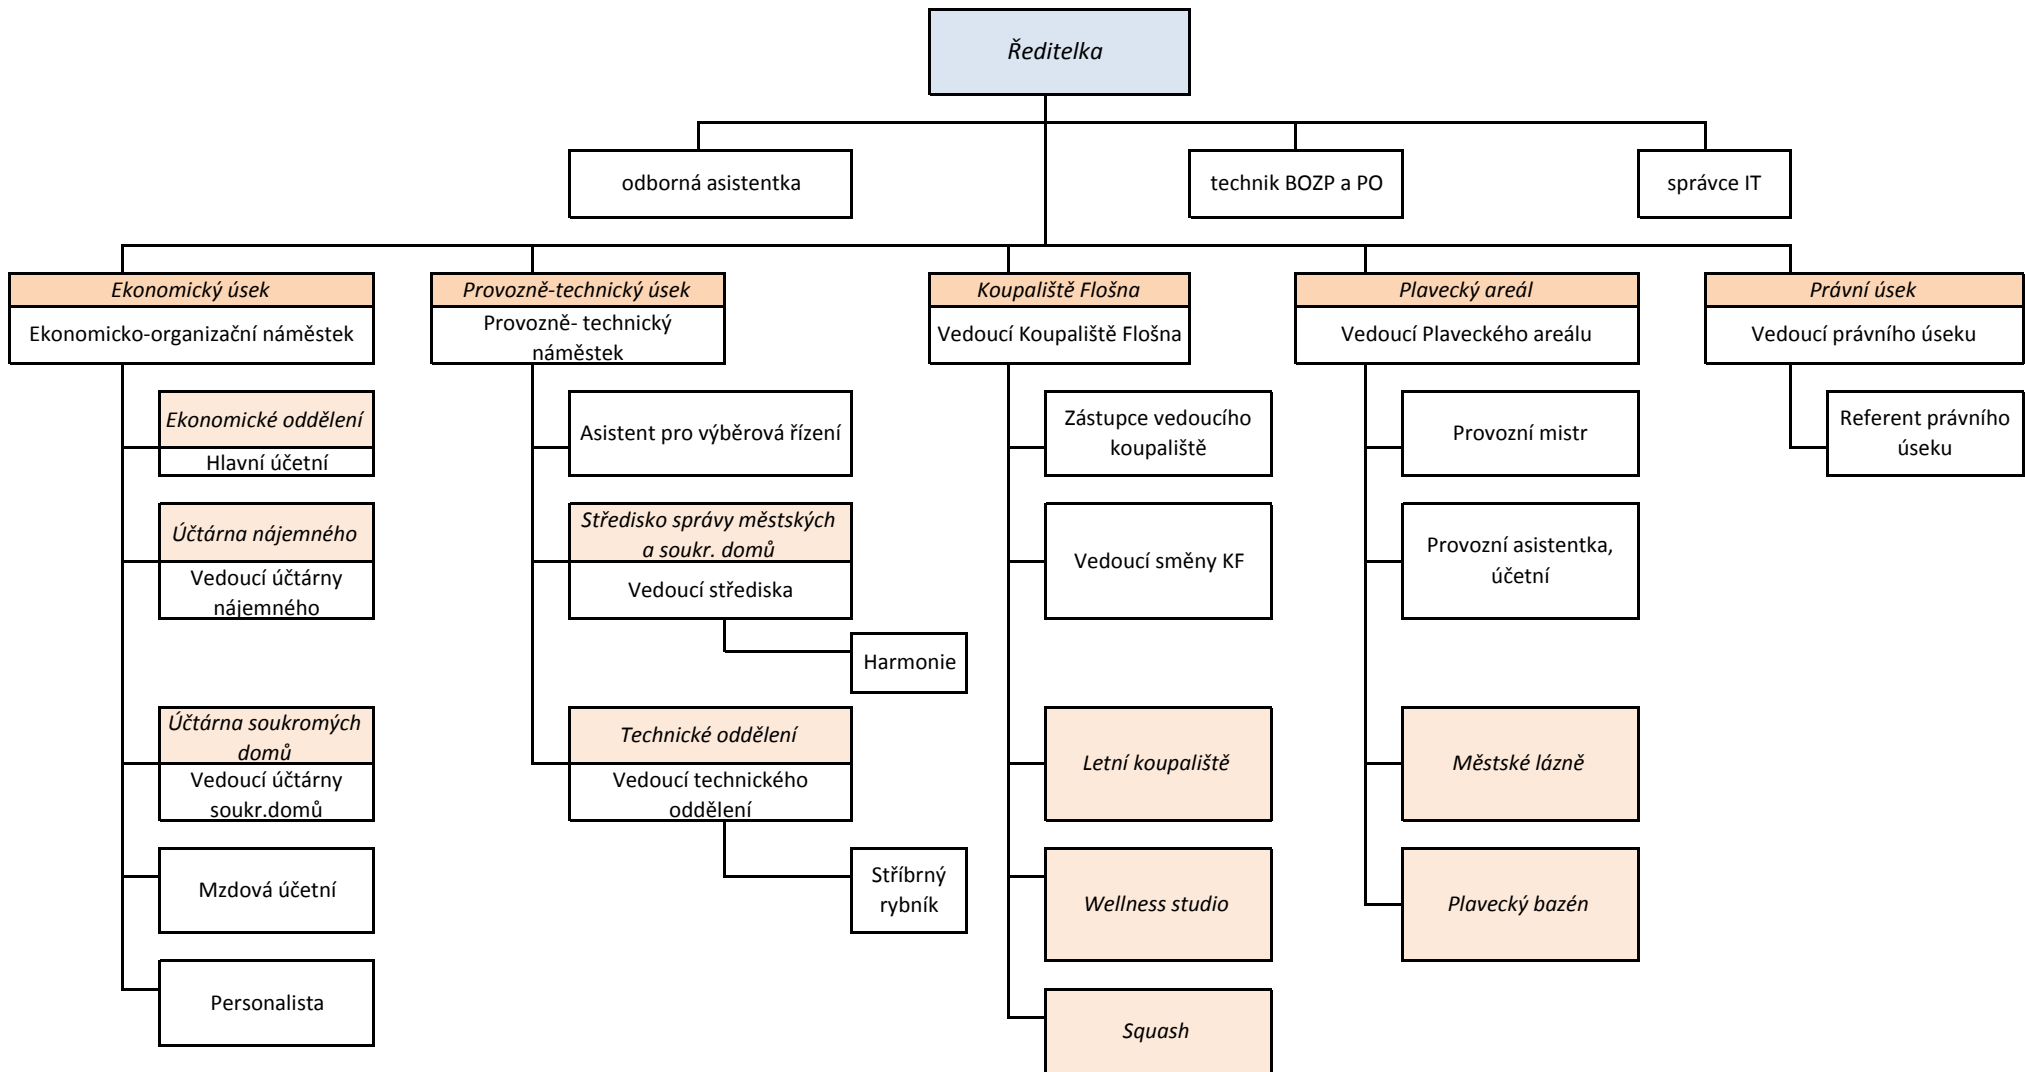 Ředitelka
odborná asistentka
technik BOZP a PO
správce IT
Ekonomický úsek
Ekonomicko-organizační náměstek
Ekonomické oddělení
Hlavní účetní
Účtárna nájemného
Vedoucí účtárny
nájemného
Účtárna soukromých
domů
Vedoucí účtárny
soukr.domů
Mzdová účetní
Personalista
Provozně-technický úsek
Provozně- technický
náměstek
Asistent pro výběrová řízení
Středisko správy městských
a soukr. domů
Vedoucí střediska
Harmonie
Technické oddělení
Vedoucí technického
oddělení
Stříbrný
rybník
Koupaliště Flošna
Vedoucí Koupaliště Flošna
Zástupce vedoucího
koupaliště
Vedoucí směny KF
Letní koupaliště
Wellness studio
Squash
Plavecký areál
Vedoucí Plaveckého areálu
Provozní mistr
Provozní asistentka,
účetní
Městské lázně
Plavecký bazén
Právní úsek
Vedoucí právního úseku
Referent právního
úseku